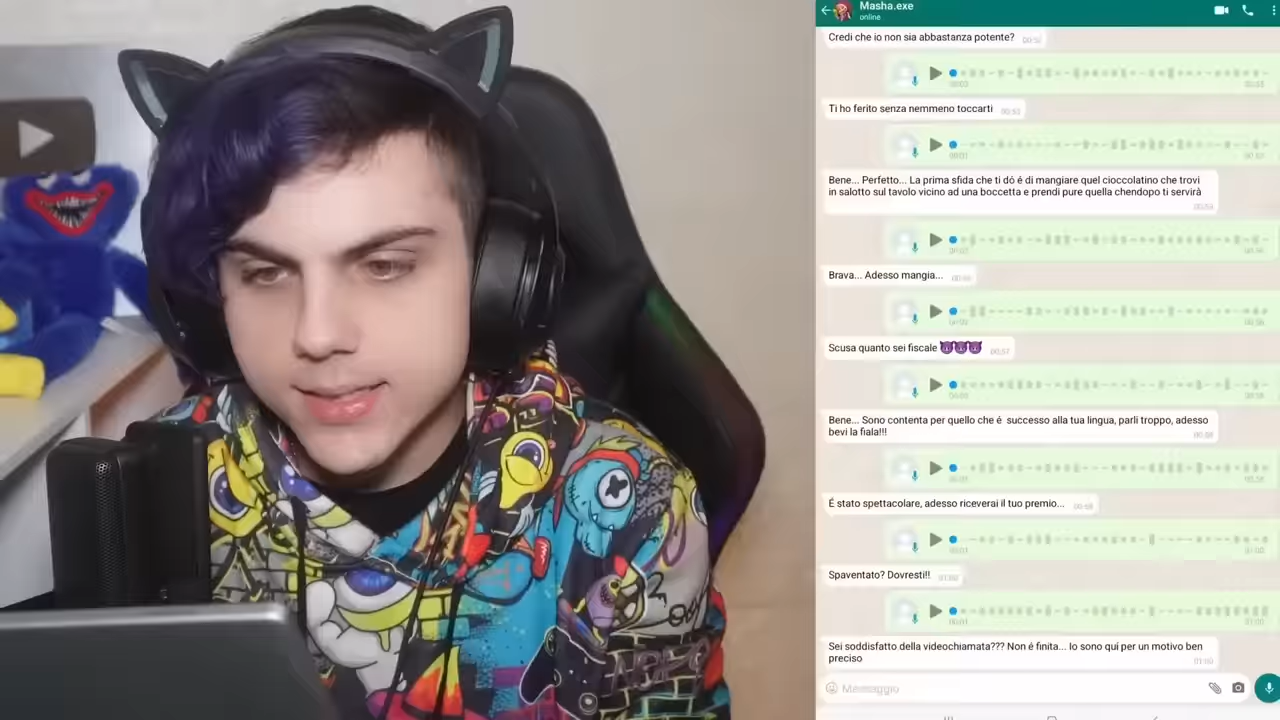 Masha.exe
online
Credi che io non sia abbastanza potente?
Ti ho ferito senza nemmeno toccarti
Bene... Perfetto... La prima sfida che ti dó é di mangiare quel cioccolatino che trovi
in salotto sul tavolo vicino ad una boccetta e prendi pure quella chendopo ti servirà
Brava... Adesso mangia...
Scusa quanto sei fiscale
Bene... Sono contenta per quello che é successo alla tua lingua, parli troppo, adesso
bevi la fiala!!!
É stato spettacolare, adesso riceverai il tuo premio...
Spaventato? Dovresti!!
Sei soddisfatto della videochiamata??? Non é finita... Io sono qui per un motivo ben
preciso
Messaggio